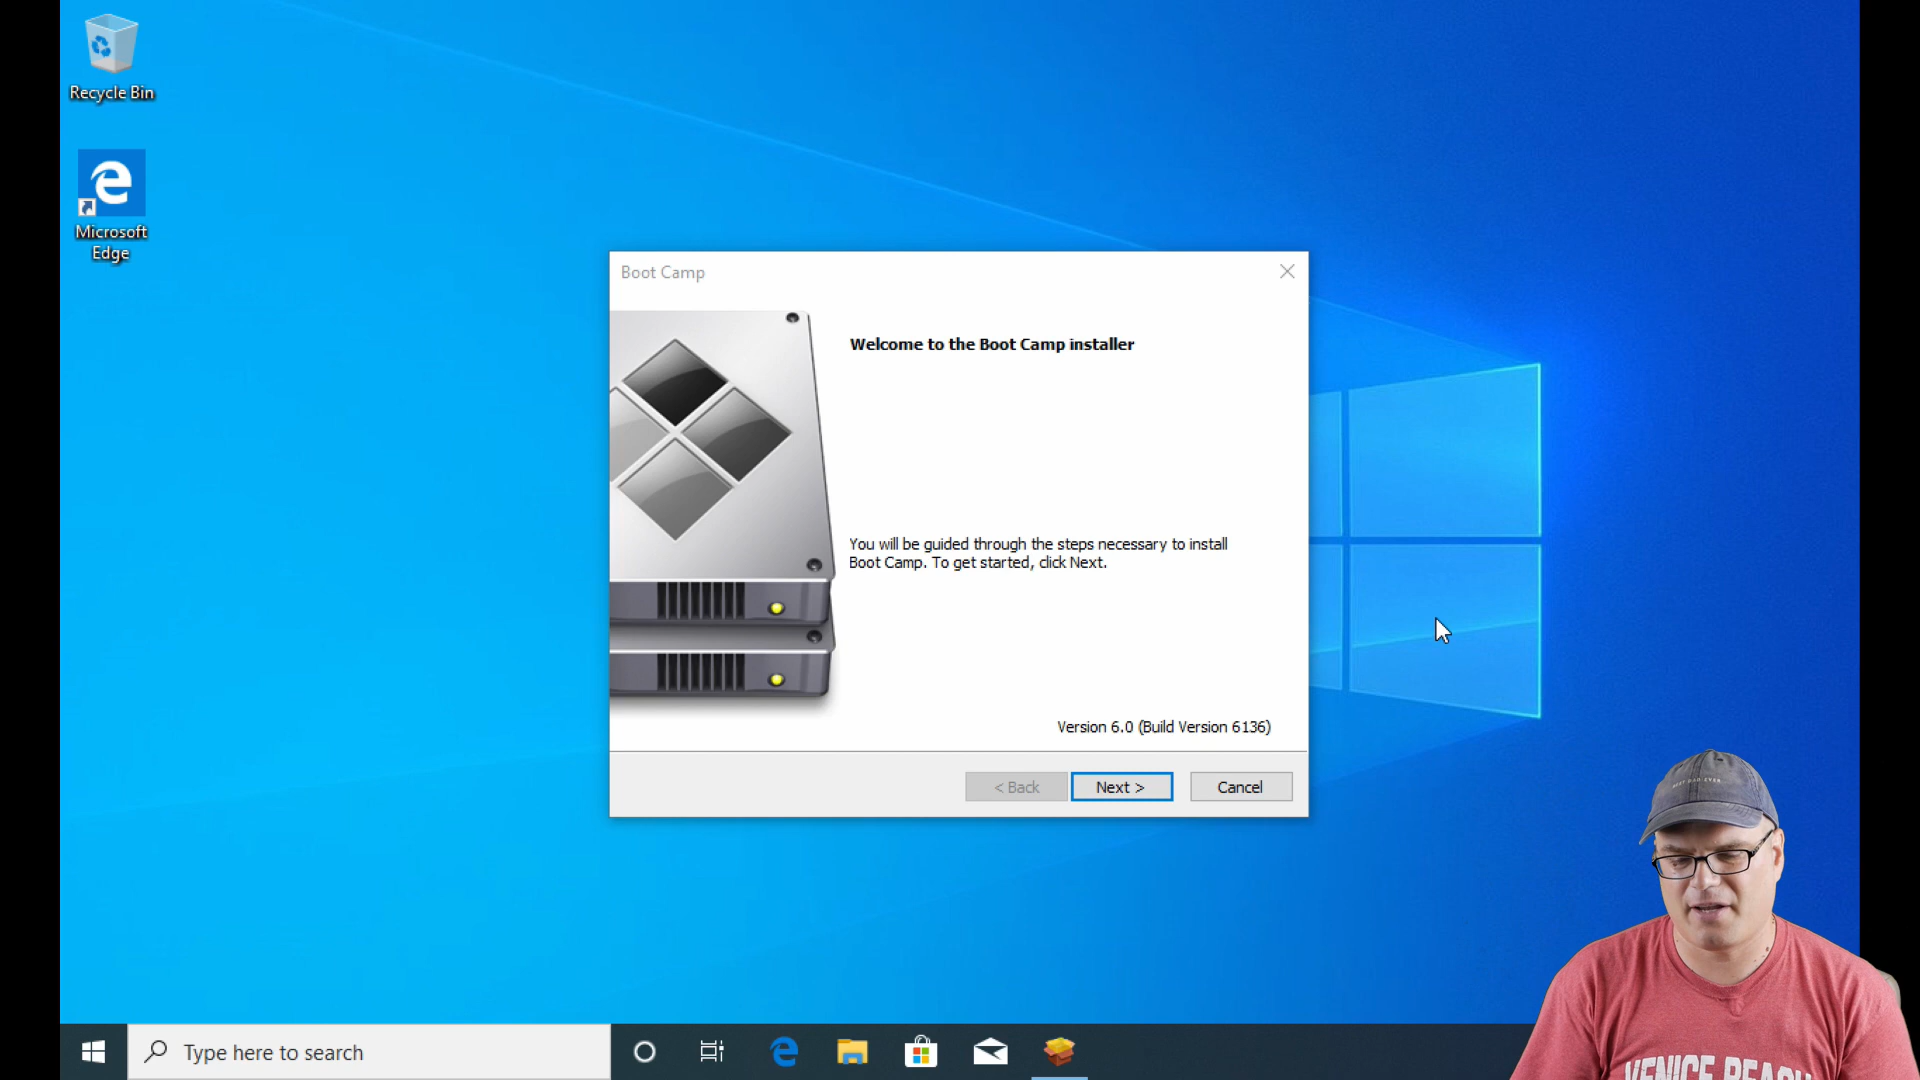 Recycle Bin
Microsoft
Edge
Boot Camp
Welcome to the Boot Camp installer
You will be guided through the steps necessary to install
Boot Camp. To get started, click Next.
Version 6.0 (Build Version 6136)
< Back
Next >
Cancel
Type here to search
VENICE BEACH